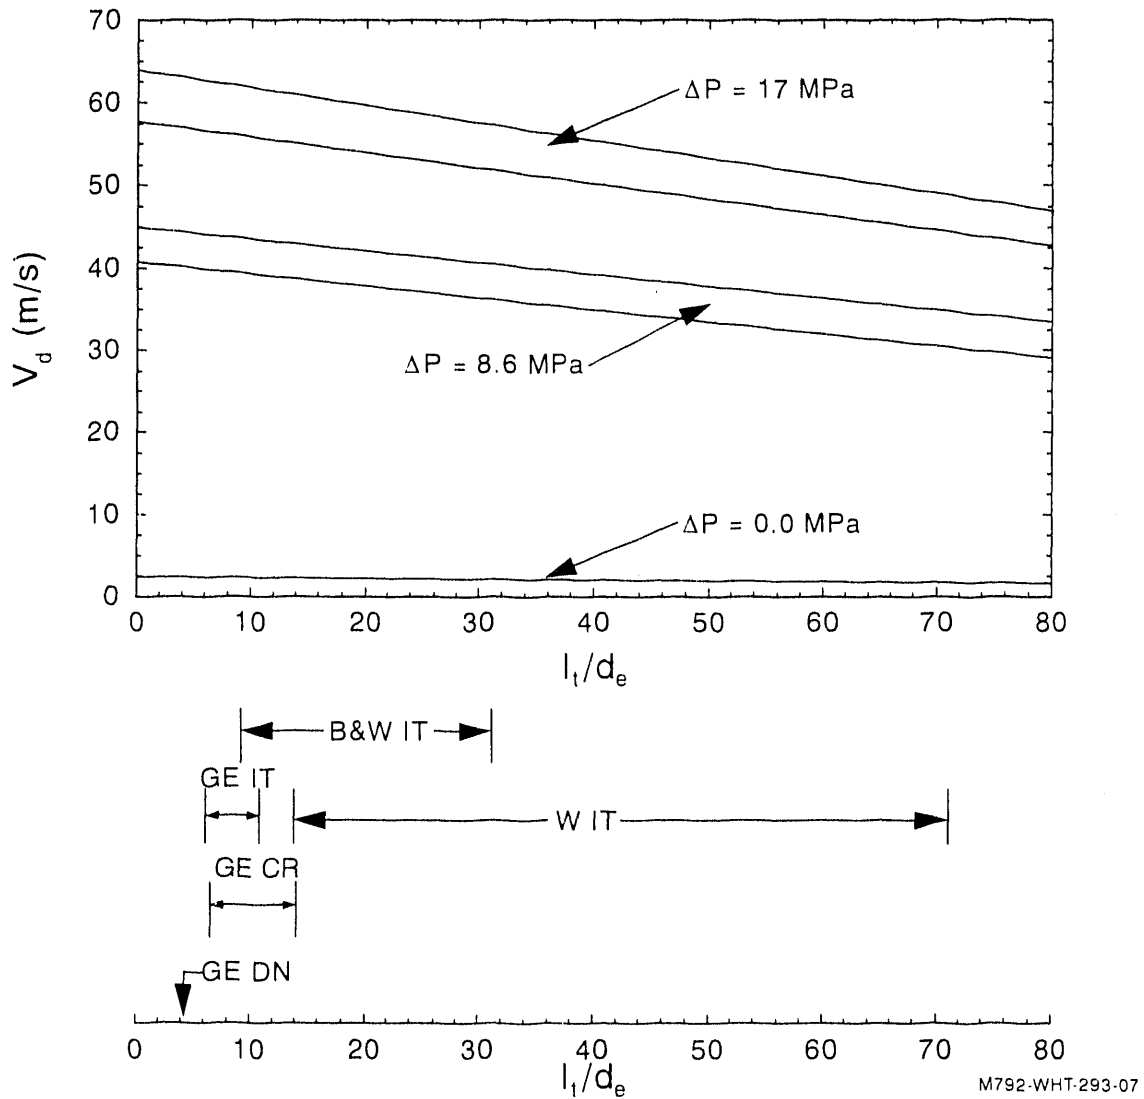 70
60
50
40
30
20
10
0
V_d (m/s)
ΔP = 17 MPa
ΔP = 8.6 MPa
ΔP = 0.0 MPa
0 10 20 30 40 50 60 70 80
l_t/d_e
B&W IT
GE IT
W IT
GE CR
GE DN
0 10 20 30 40 50 60 70 80
l_t/d_e
M792-WHT-293-07